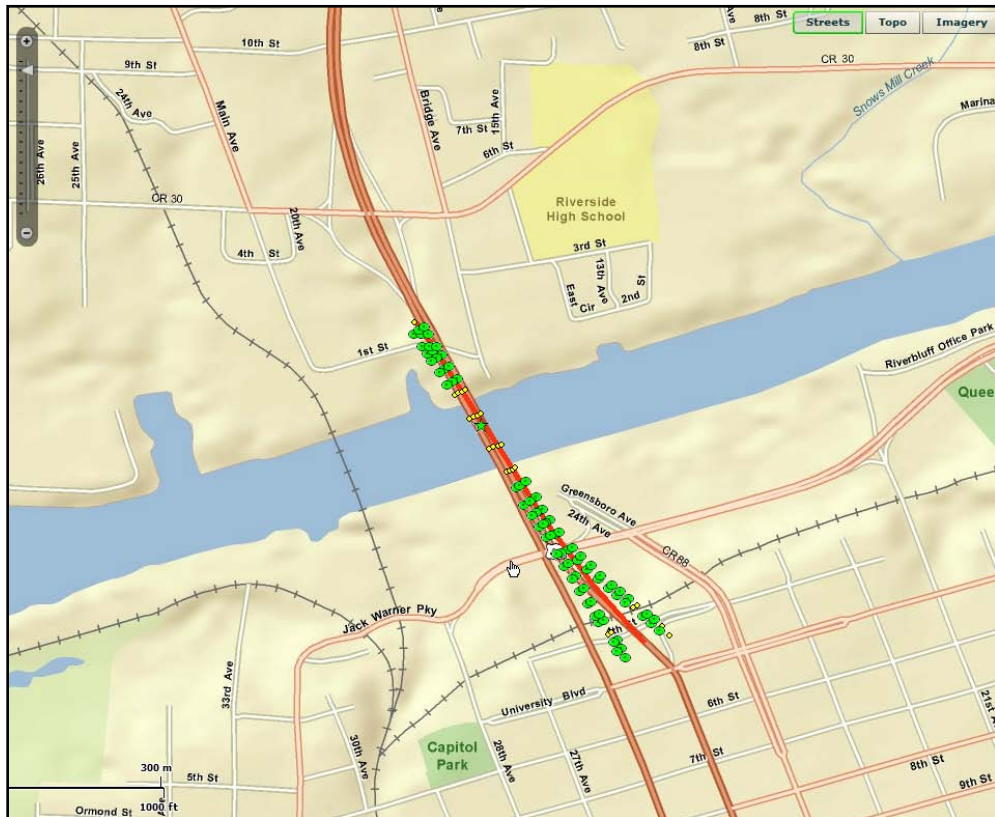 Streets
Topo
Imagery
Ave
8th St
8th St
10th St
9th St
24th Ave
26th Ave
25th Ave
Main Ave
Bridge Ave
15th Ave
7th St
6th St
CR 30
Snows Mill Creek
Marina
CR 30
20th Ave
4th St
Riverside
High School
3rd St
13th Ave
East
Cir
2nd
St
1st St
Riverbluff Office Park
Quee
Greensboro Ave
24th Ave
CR 88
Jack Warner Pky
33rd Ave
University Blvd
6th St
21st A
30th Ave
Capitol
Park
28th Ave
27th Ave
7th St
8th St
9th St
300 m
1000 ft
5th St
Ormond St
Ave